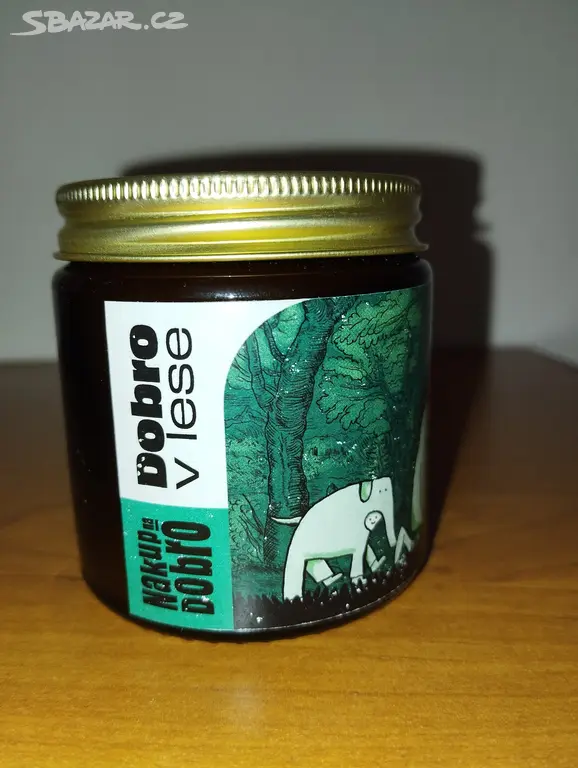 SBAZAR.CZ
Dobro
v lese
Nakup na
Dobro